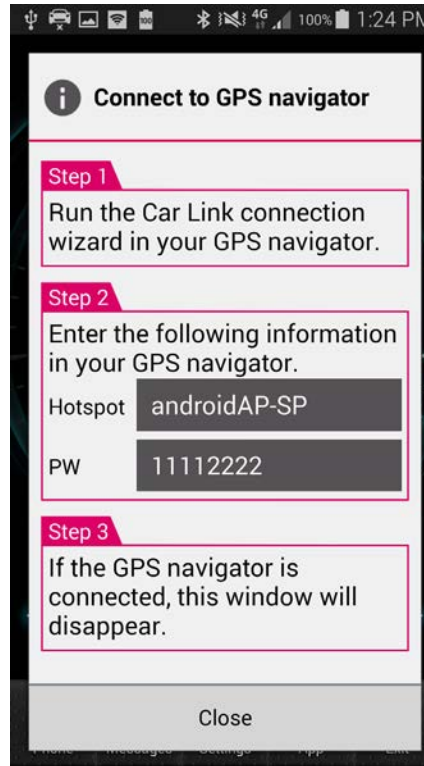 100 4G 100% 1:24 PM
Connect to GPS navigator
Step 1
Run the Car Link connection
wizard in your GPS navigator.
Step 2
Enter the following information
in your GPS navigator.
Hotspot androidAP-SP
PW 11112222
Step 3
If the GPS navigator is
connected, this window will
disappear.
Close